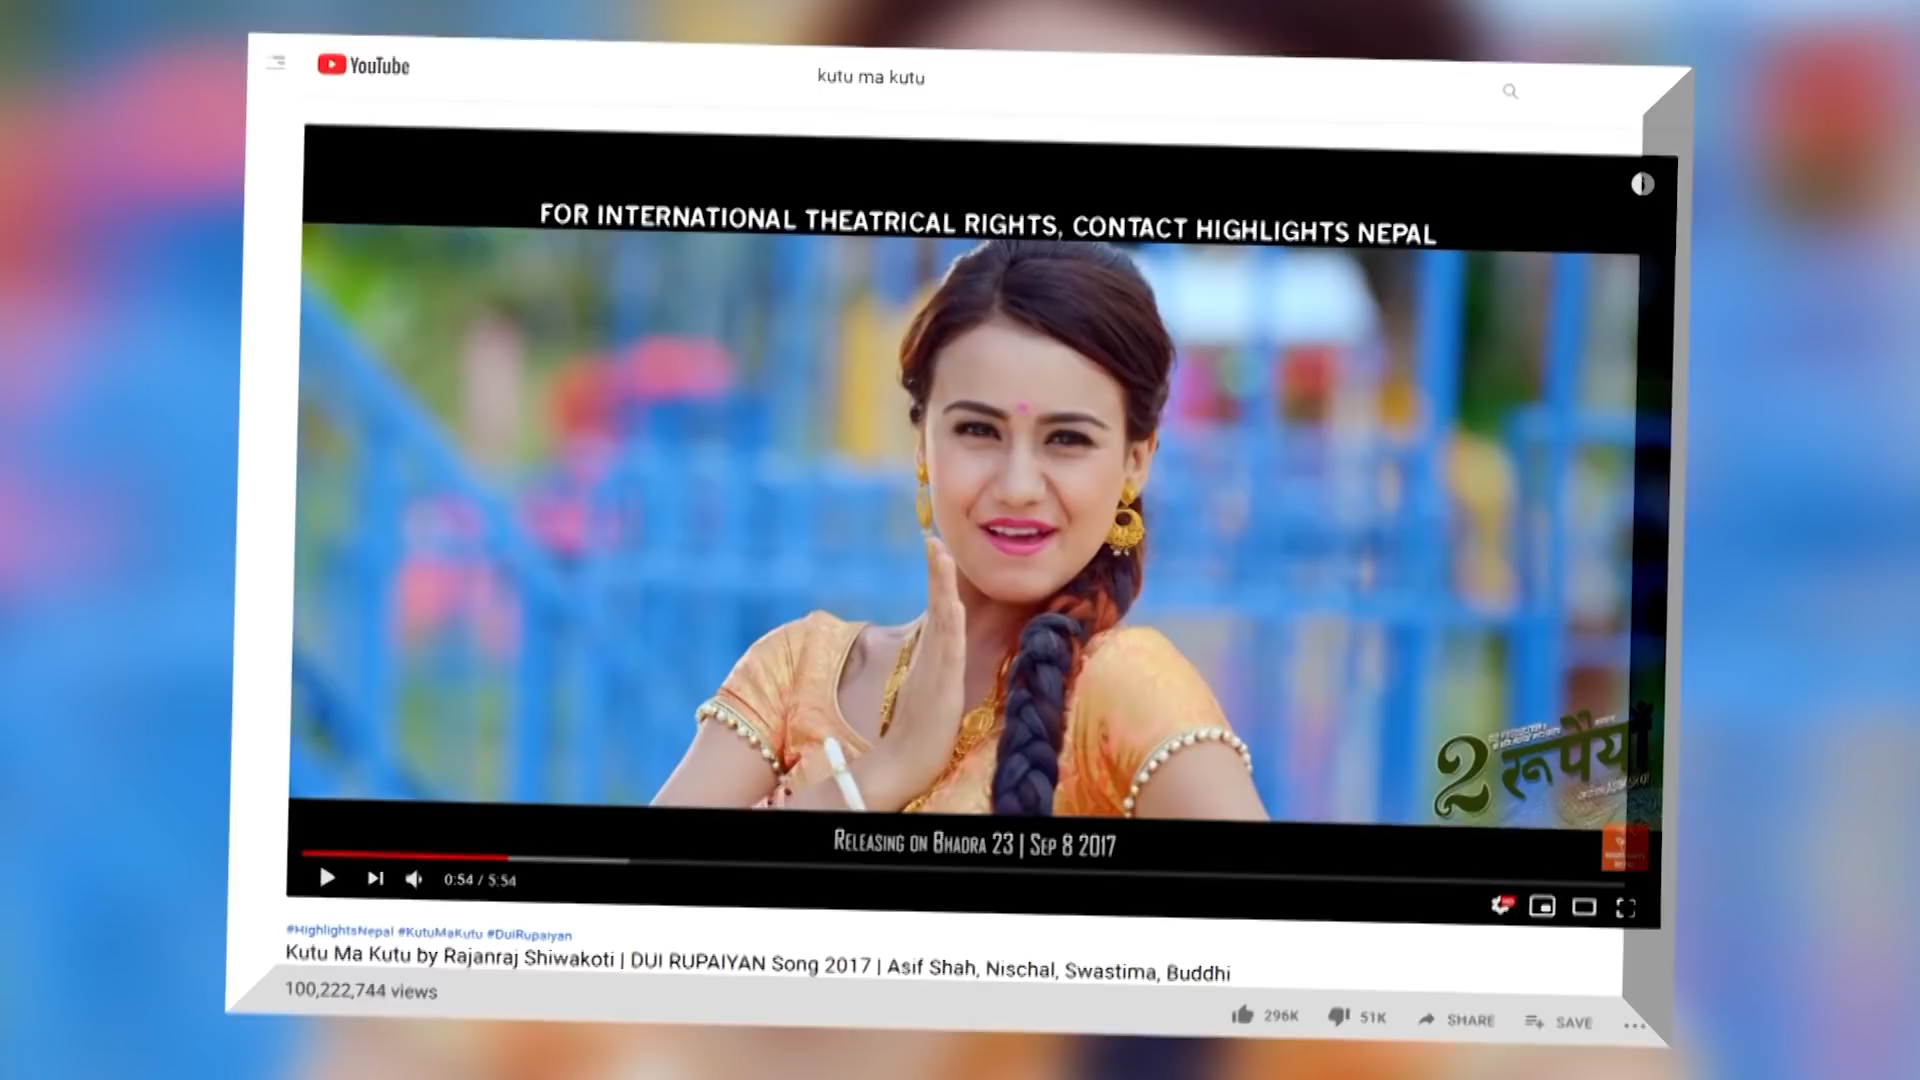 YouTube
kutu ma kutu
FOR INTERNATIONAL THEATRICAL RIGHTS, CONTACT HIGHLIGHTS NEPAL
2 रूपैयाँ
RELEASING ON BHADRA 23 | SEP 8 2017
0:54 / 5:54
#HighlightsNepal #KutuMaKutu #DuiRupaiyan
Kutu Ma Kutu by Rajanraj Shiwakoti | DUI RUPAIYAN Song 2017 | Asif Shah, Nischal, Swastima, Buddhi
100,222,744 views
296K 51K SHARE SAVE